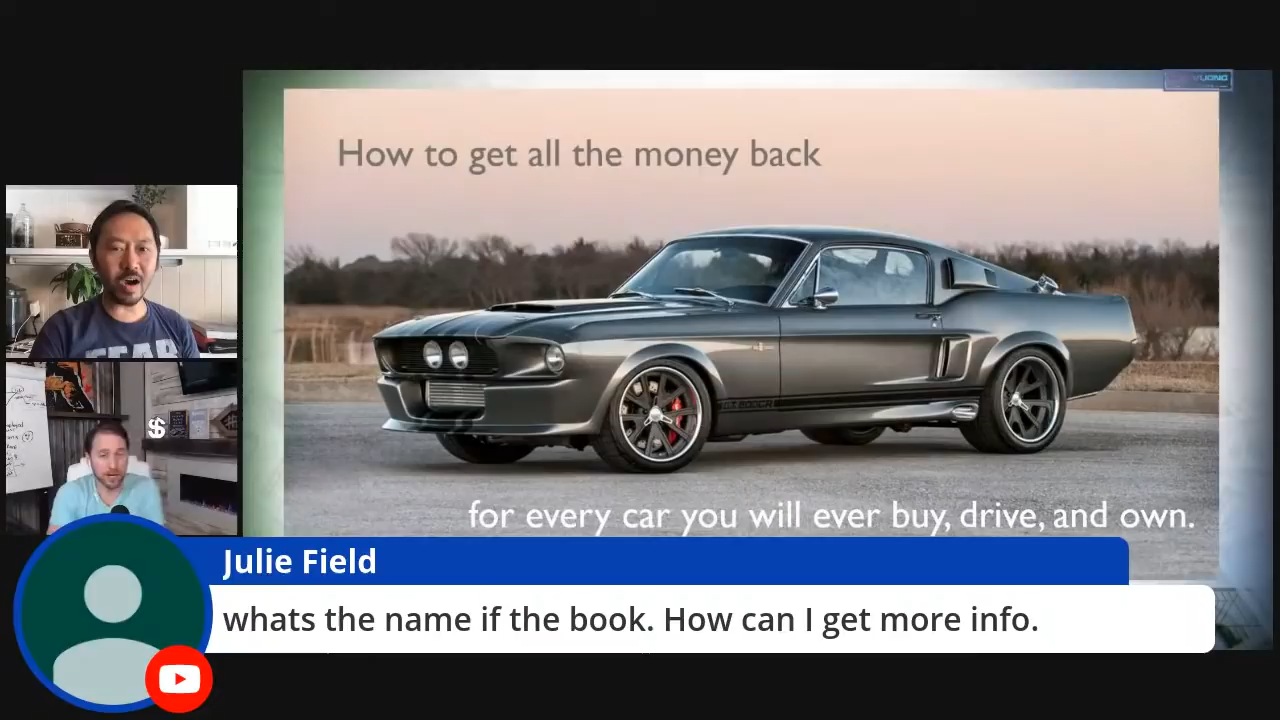 How to get all the money back
G.T. 500CR
for every car you will ever buy, drive, and own.
$
Julie Field
whats the name if the book. How can I get more info.